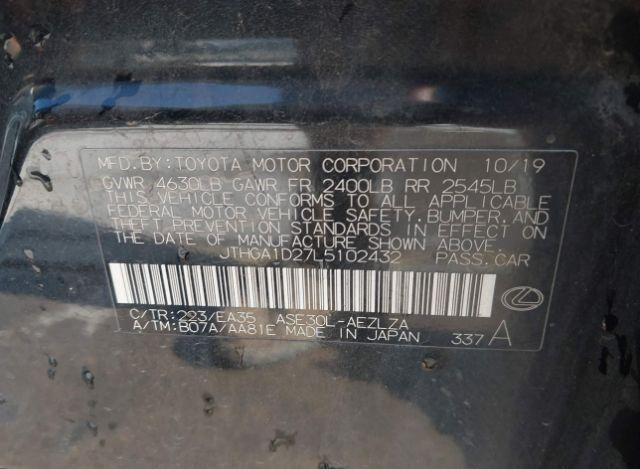 MFD.BY:TOYOTA MOTOR CORPORATION 10/19
GVWR 4630LB GAWR FR 2400LB RR 2545LB
THIS VEHICLE CONFORMS TO ALL APPLICABLE
FEDERAL MOTOR VEHICLE SAFETY,BUMPER,AND
THEFT PREVENTION STANDARDS IN EFFECT ON
THE DATE OF MANUFACTURE SHOWN ABOVE.
JTHGA1D27L5102432 PASS.CAR
C/TR:223/EA35 ASE30L-AEZLZA
A/TM:B07A/AA81E MADE IN JAPAN 337 A